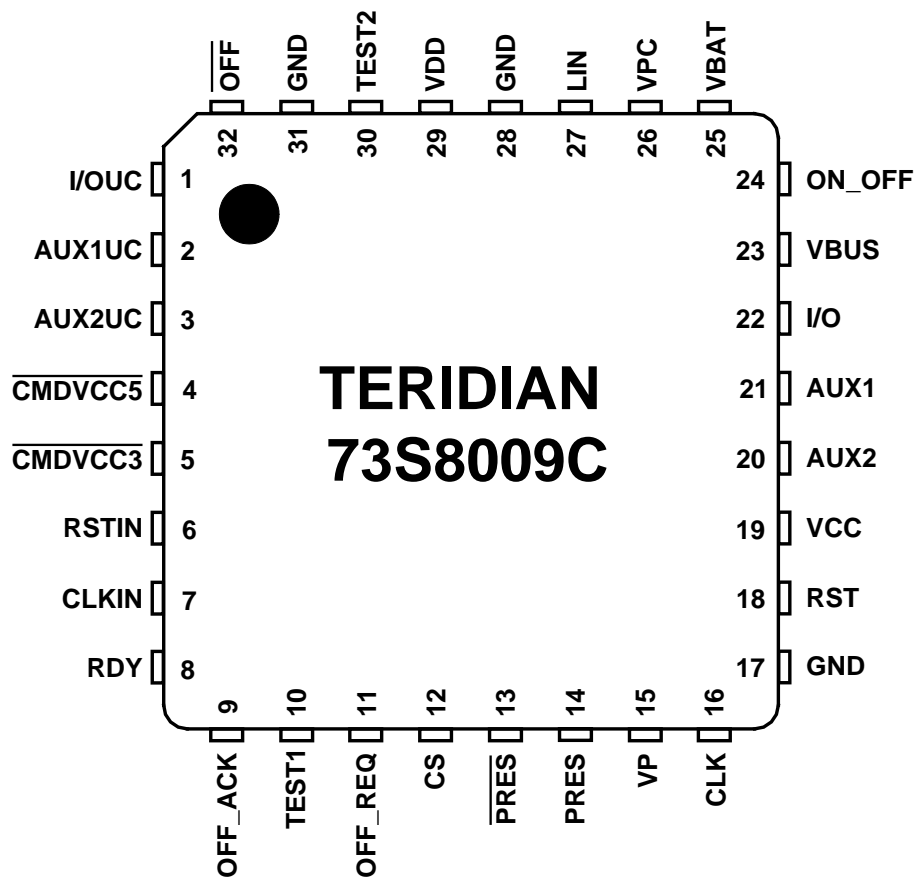 OFF GND TEST2 VDD GND LIN VPC VBAT
32 31 30 29 28 27 26 25
I/OUC 1 24 ON_OFF
AUX1UC 2 23 VBUS
AUX2UC 3 22 I/O
CMDVCC5 4 TERIDIAN 21 AUX1
CMDVCC3 5 73S8009C 20 AUX2
RSTIN 6 19 VCC
CLKIN 7 18 RST
RDY 8 17 GND
9 10 11 12 13 14 15 16
OFF_ACK TEST1 OFF_REQ CS PRES PRES VP CLK